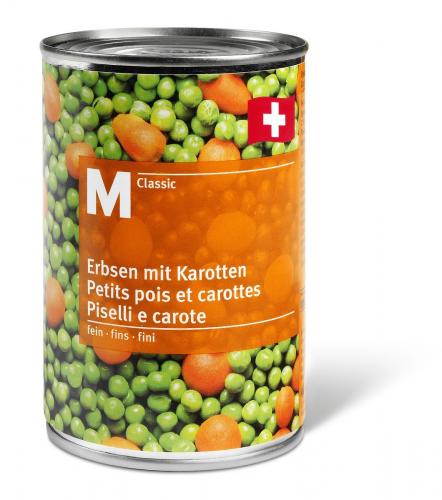 M Classic
Erbsen mit Karotten
Petits pois et carottes
Piselli e carote
fein · fins · fini